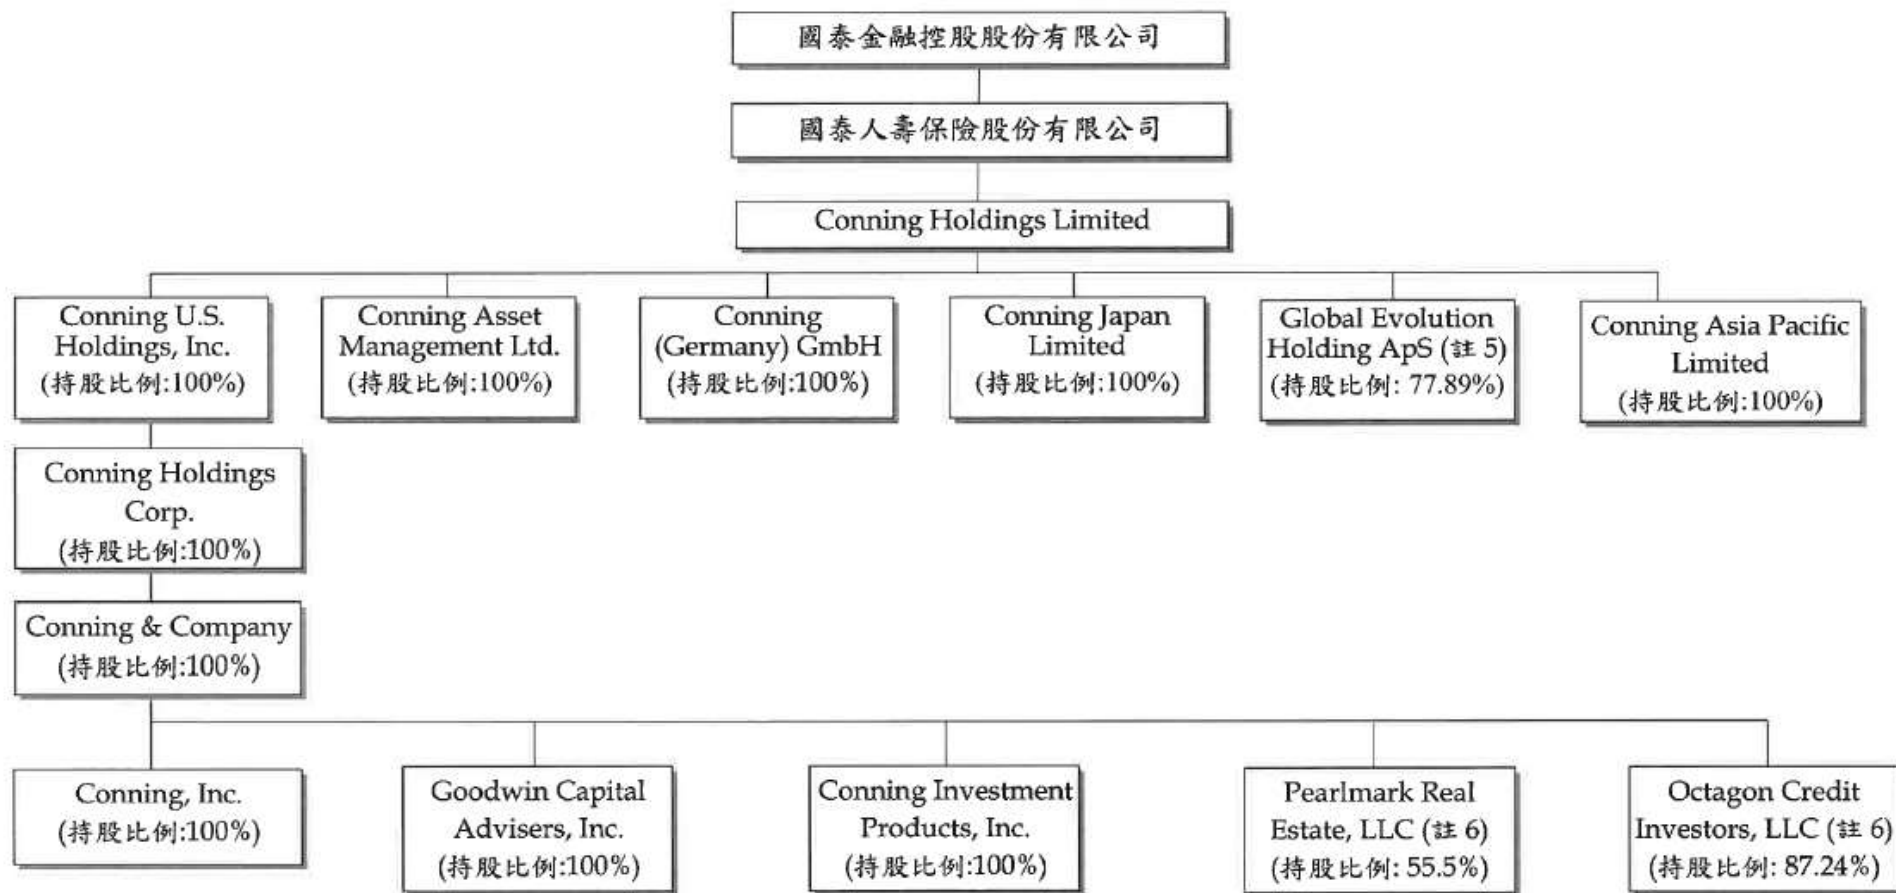 國泰金融控股股份有限公司
國泰人壽保險股份有限公司
Conning Holdings Limited
Conning U.S.
Holdings, Inc.
(持股比例:100%)
Conning Asset
Management Ltd.
(持股比例:100%)
Conning
(Germany) GmbH
(持股比例:100%)
Conning Japan
Limited
(持股比例:100%)
Global Evolution
Holding ApS (註 5)
(持股比例: 77.89%)
Conning Asia Pacific
Limited
(持股比例:100%)
Conning Holdings
Corp.
(持股比例:100%)
Conning & Company
(持股比例:100%)
Conning, Inc.
(持股比例:100%)
Goodwin Capital
Advisers, Inc.
(持股比例:100%)
Conning Investment
Products, Inc.
(持股比例:100%)
Pearlmark Real
Estate, LLC (註 6)
(持股比例: 55.5%)
Octagon Credit
Investors, LLC (註 6)
(持股比例: 87.24%)